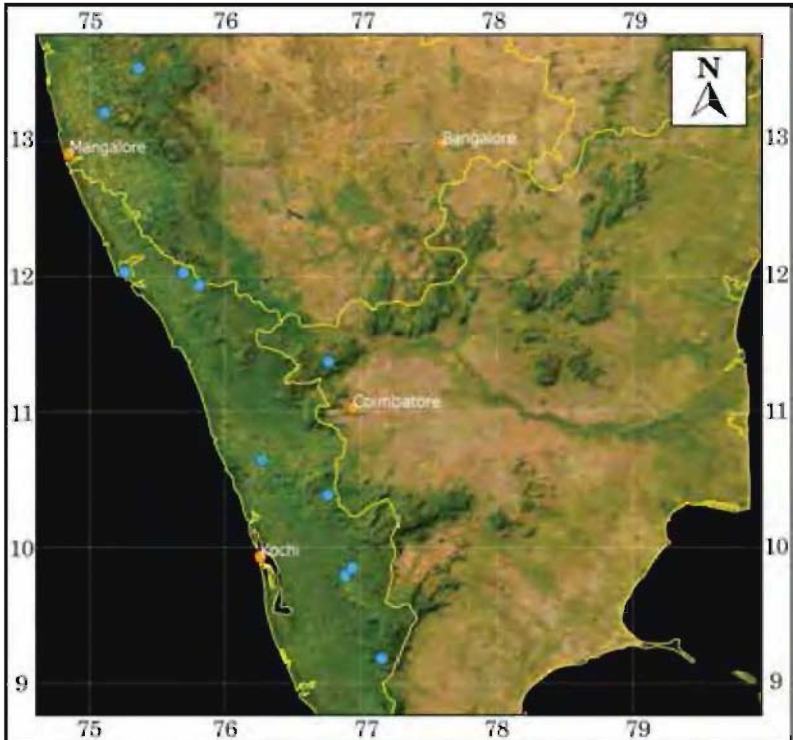 75 76 77 78 79
N
13 Mangalore Bangalore 13
12 12
11 Coimbatore 11
10 Kochi 10
9 9
75 76 77 78 79